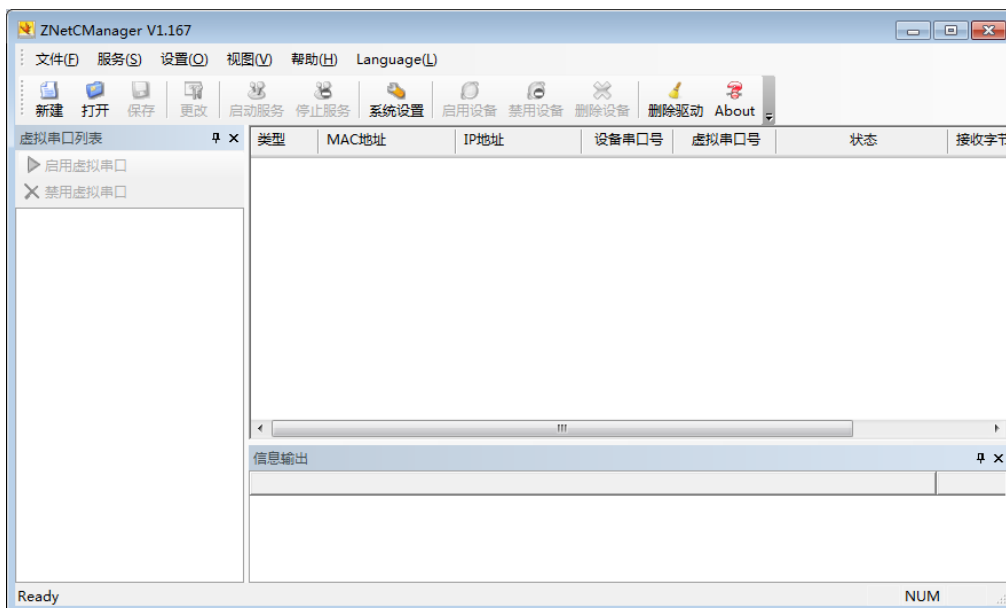 ZNetCManager V1.167
文件(F) 服务(S) 设置(O) 视图(V) 帮助(H) Language(L)
新建 打开 保存 更改 启动服务 停止服务 系统设置 启用设备 禁用设备 删除设备 删除驱动 About
虚拟串口列表
类型 MAC地址 IP地址 设备串口号 虚拟串口号 状态 接收字节
启用虚拟串口
禁用虚拟串口
信息输出
Ready NUM